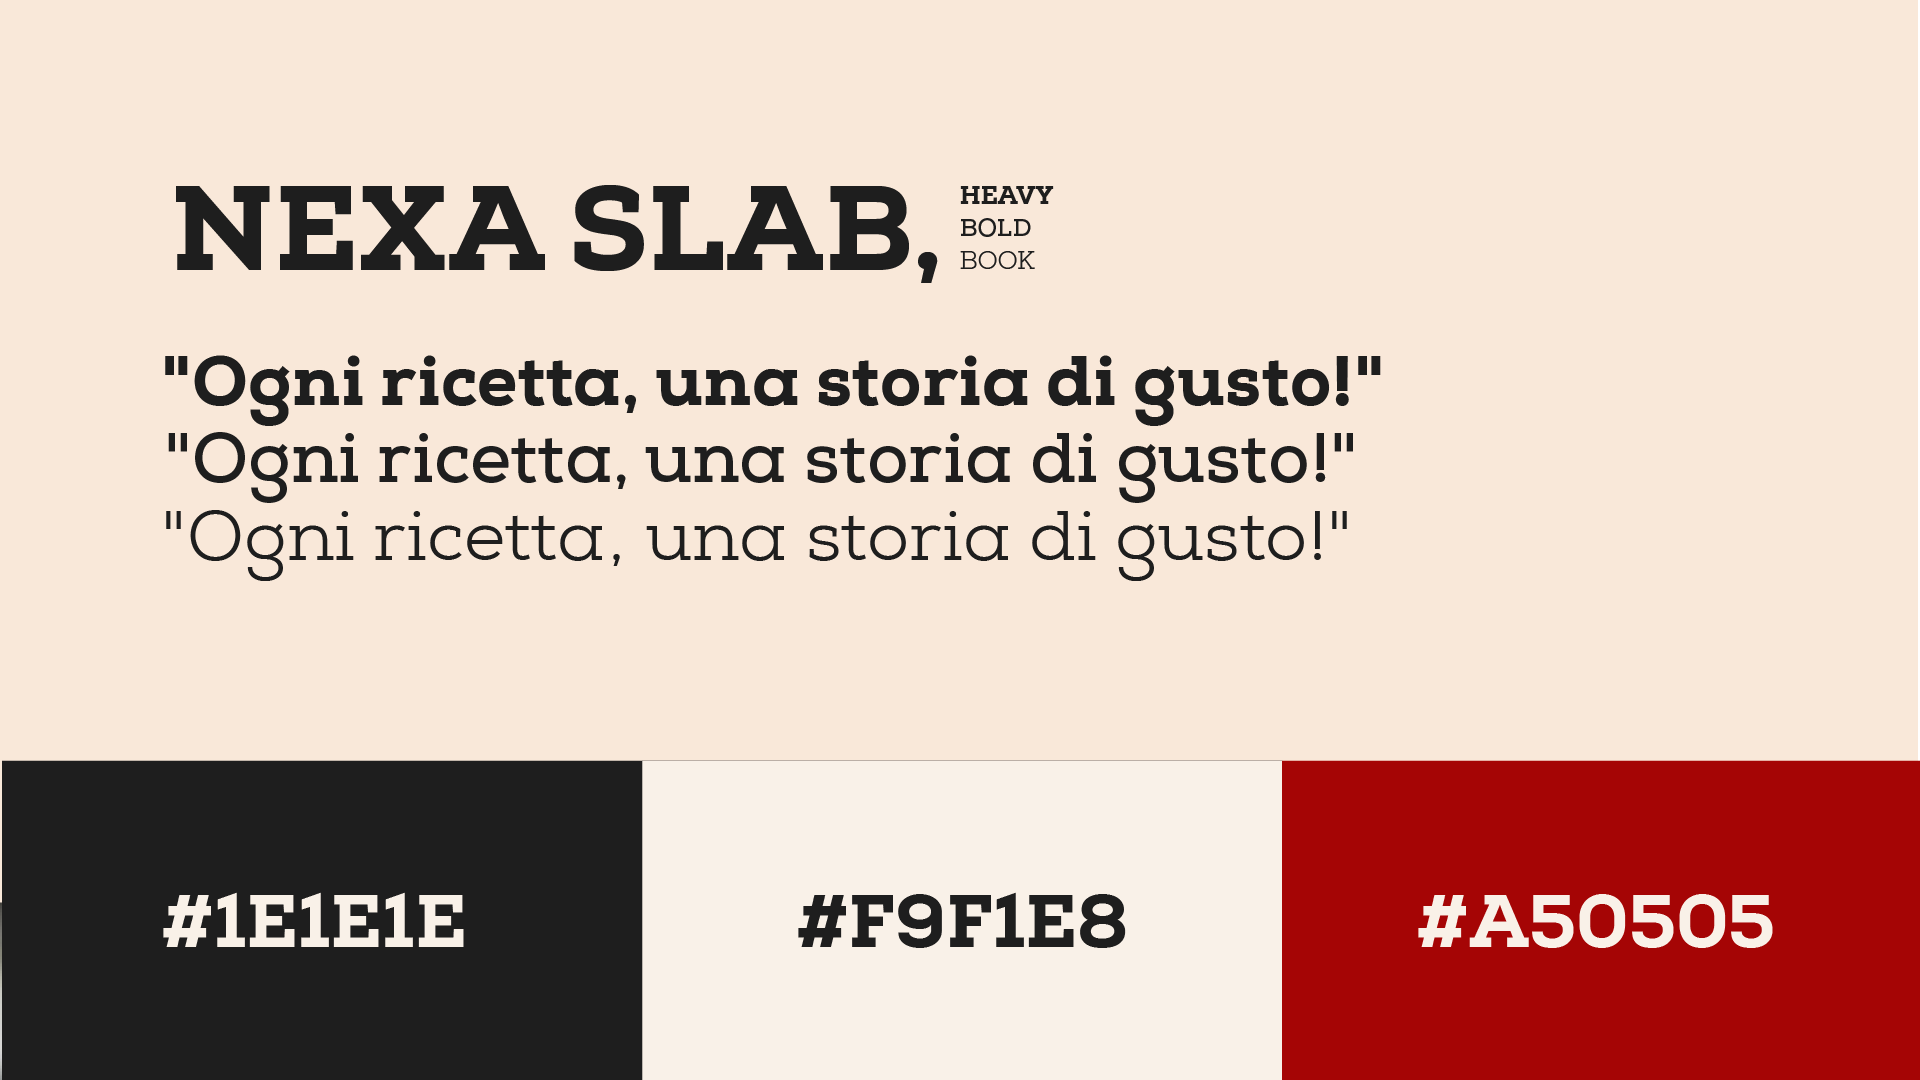 NEXA SLAB,
HEAVY
BOLD
BOOK
"Ogni ricetta, una storia di gusto!"
"Ogni ricetta, una storia di gusto!"
"Ogni ricetta, una storia di gusto!"
#1E1E1E
#F9F1E8
#A50505